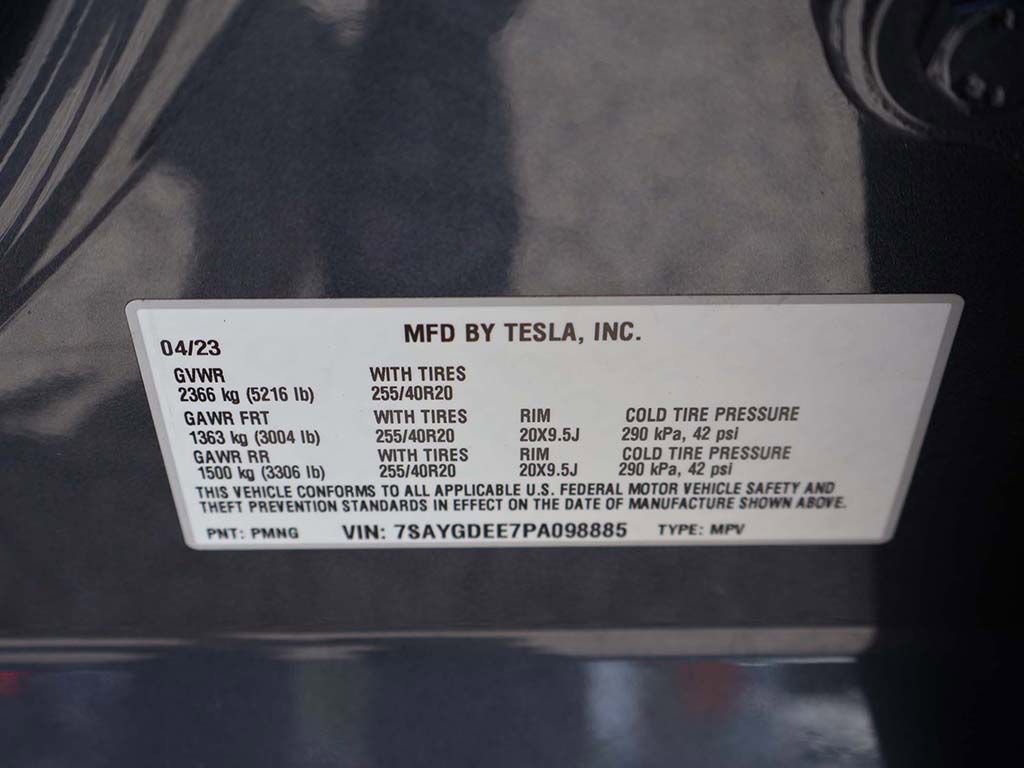 MFD BY TESLA, INC.
04/23
GVWR WITH TIRES
2366 kg (5216 lb) 255/40R20
GAWR FRT WITH TIRES RIM COLD TIRE PRESSURE
1363 kg (3004 lb) 255/40R20 20X9.5J 290 kPa, 42 psi
GAWR RR WITH TIRES RIM COLD TIRE PRESSURE
1500 kg (3306 lb) 255/40R20 20X9.5J 290 kPa, 42 psi
THIS VEHICLE CONFORMS TO ALL APPLICABLE U.S. FEDERAL MOTOR VEHICLE SAFETY AND
THEFT PREVENTION STANDARDS IN EFFECT ON THE DATE OF MANUFACTURE SHOWN ABOVE.
PNT: PMNG VIN: 7SAYGDEE7PA098885 TYPE: MPV